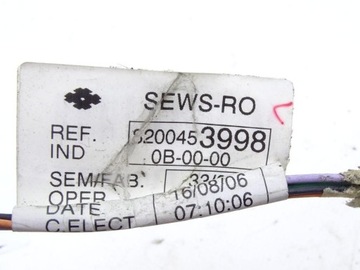 SEWS-RO
REF. 8200453998
IND 0B-00-00
SEM/FAB.
OPER 16/08/06
DATE 07:10:06
C.ELECT